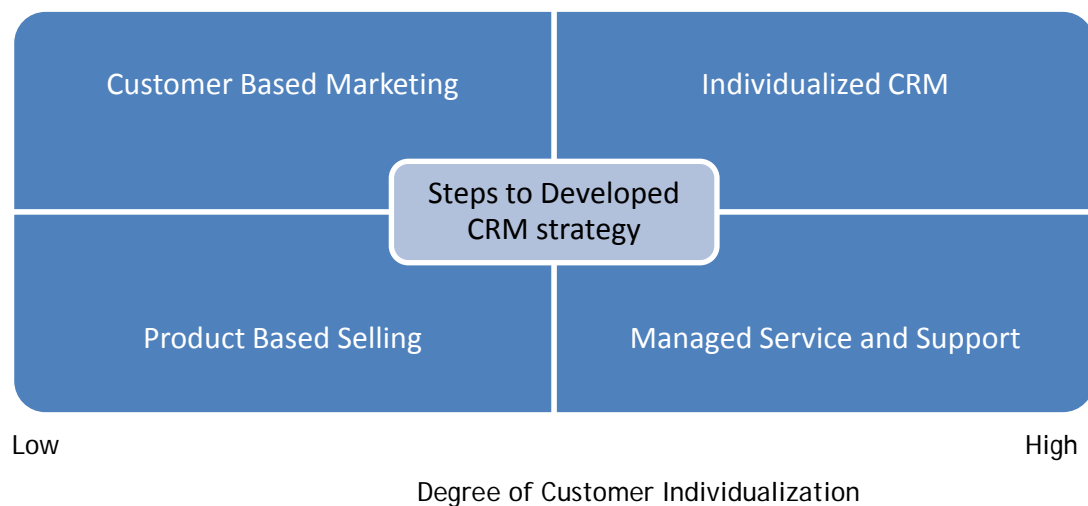 Customer Based Marketing
Individualized CRM
Steps to Developed
CRM strategy
Product Based Selling
Managed Service and Support
Low
High
Degree of Customer Individualization